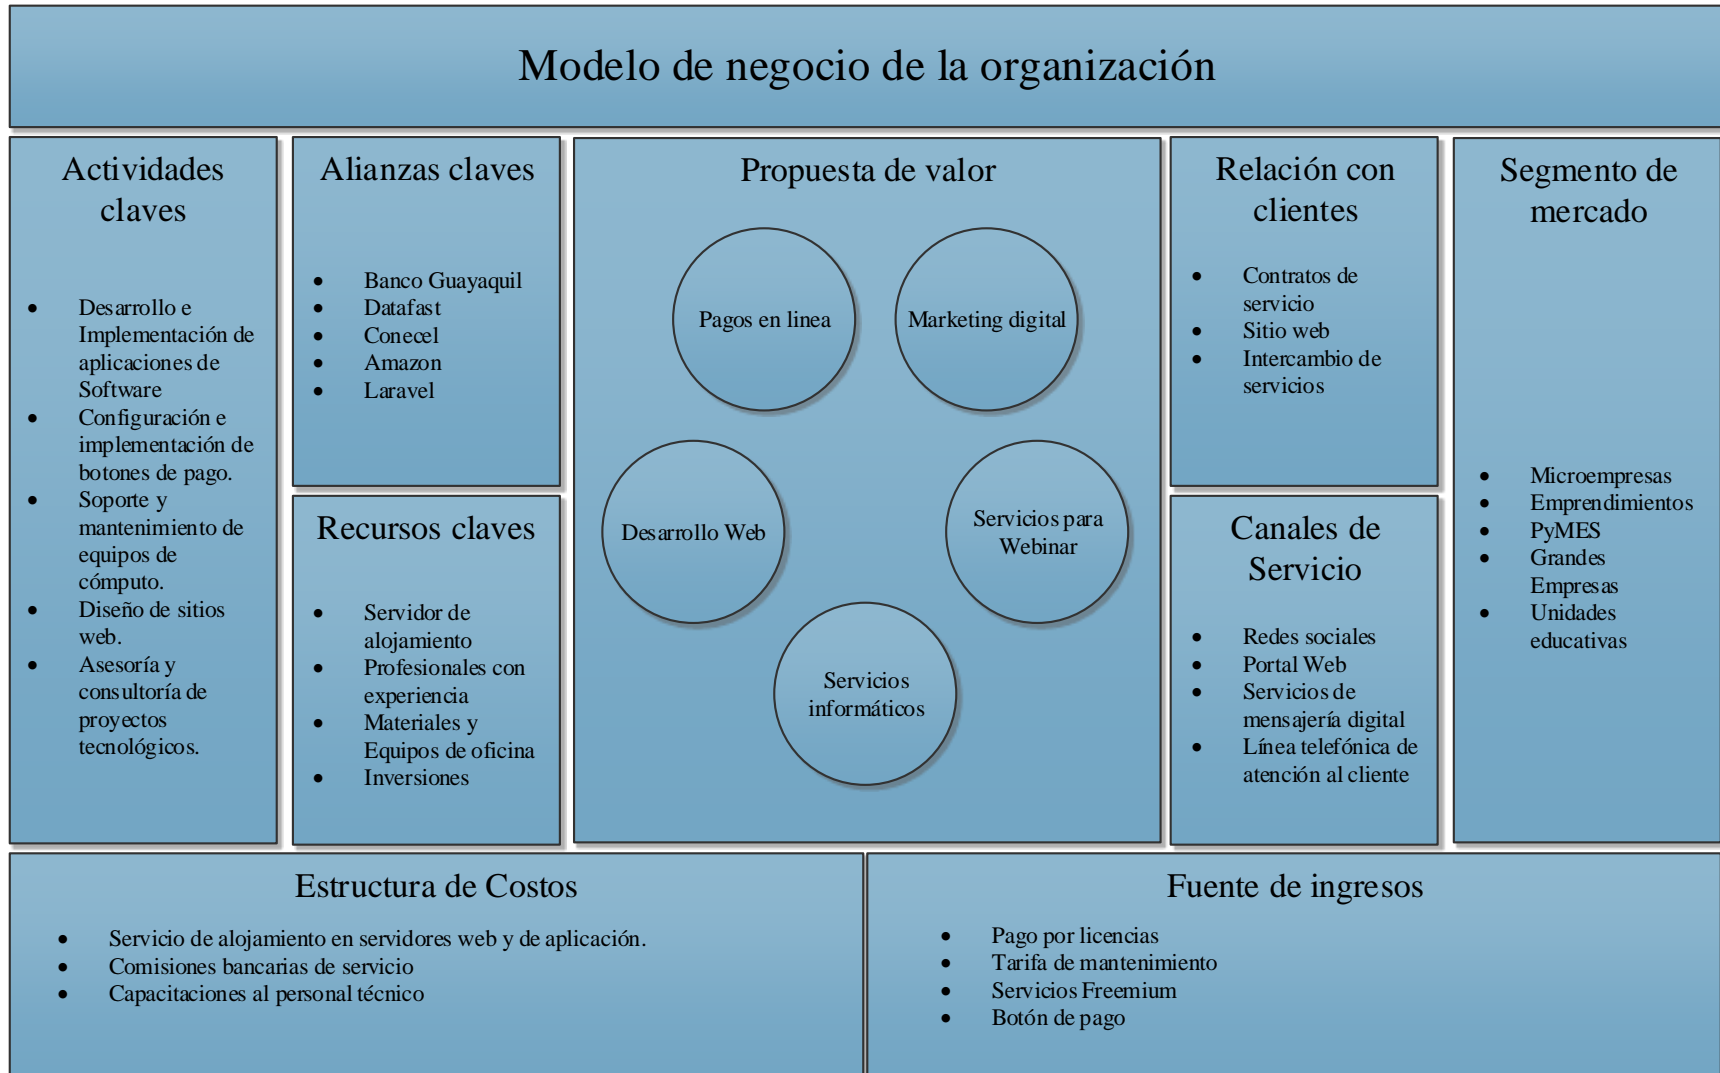 Modelo de negocio de la organización
Actividades
claves
• Desarrollo e
Implementación de
aplicaciones de
Software
• Configuración e
implementación de
botones de pago.
• Soporte y
mantenimiento de
equipos de
cómputo.
• Diseño de sitios
web.
• Asesoría y
consultoría de
proyectos
tecnológicos.
Alianzas claves
• Banco Guayaquil
• Datafast
• Conecel
• Amazon
• Laravel
Recursos claves
• Servidor de
alojamiento
• Profesionales con
experiencia
• Materiales y
Equipos de oficina
• Inversiones
Propuesta de valor
Pagos en linea
Marketing digital
Desarrollo Web
Servicios para
Webinar
Servicios
informáticos
Relación con
clientes
• Contratos de
servicio
• Sitio web
• Intercambio de
servicios
Canales de
Servicio
• Redes sociales
• Portal Web
• Servicios de
mensajería digital
• Línea telefónica de
atención al cliente
Segmento de
mercado
• Microempresas
• Emprendimientos
• PyMES
• Grandes
Empresas
• Unidades
educativas
Estructura de Costos
• Servicio de alojamiento en servidores web y de aplicación.
• Comisiones bancarias de servicio
• Capacitaciones al personal técnico
Fuente de ingresos
• Pago por licencias
• Tarifa de mantenimiento
• Servicios Freemium
• Botón de pago